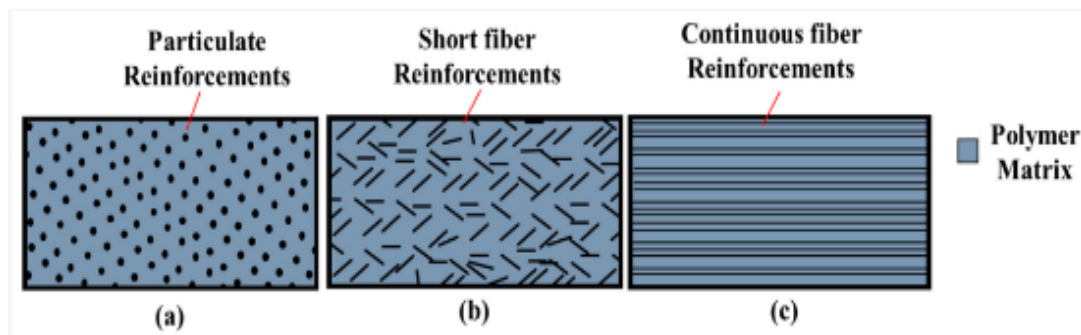 Particulate
Reinforcements
Short fiber
Reinforcements
Continuous fiber
Reinforcements
Polymer
Matrix
(a)
(b)
(c)